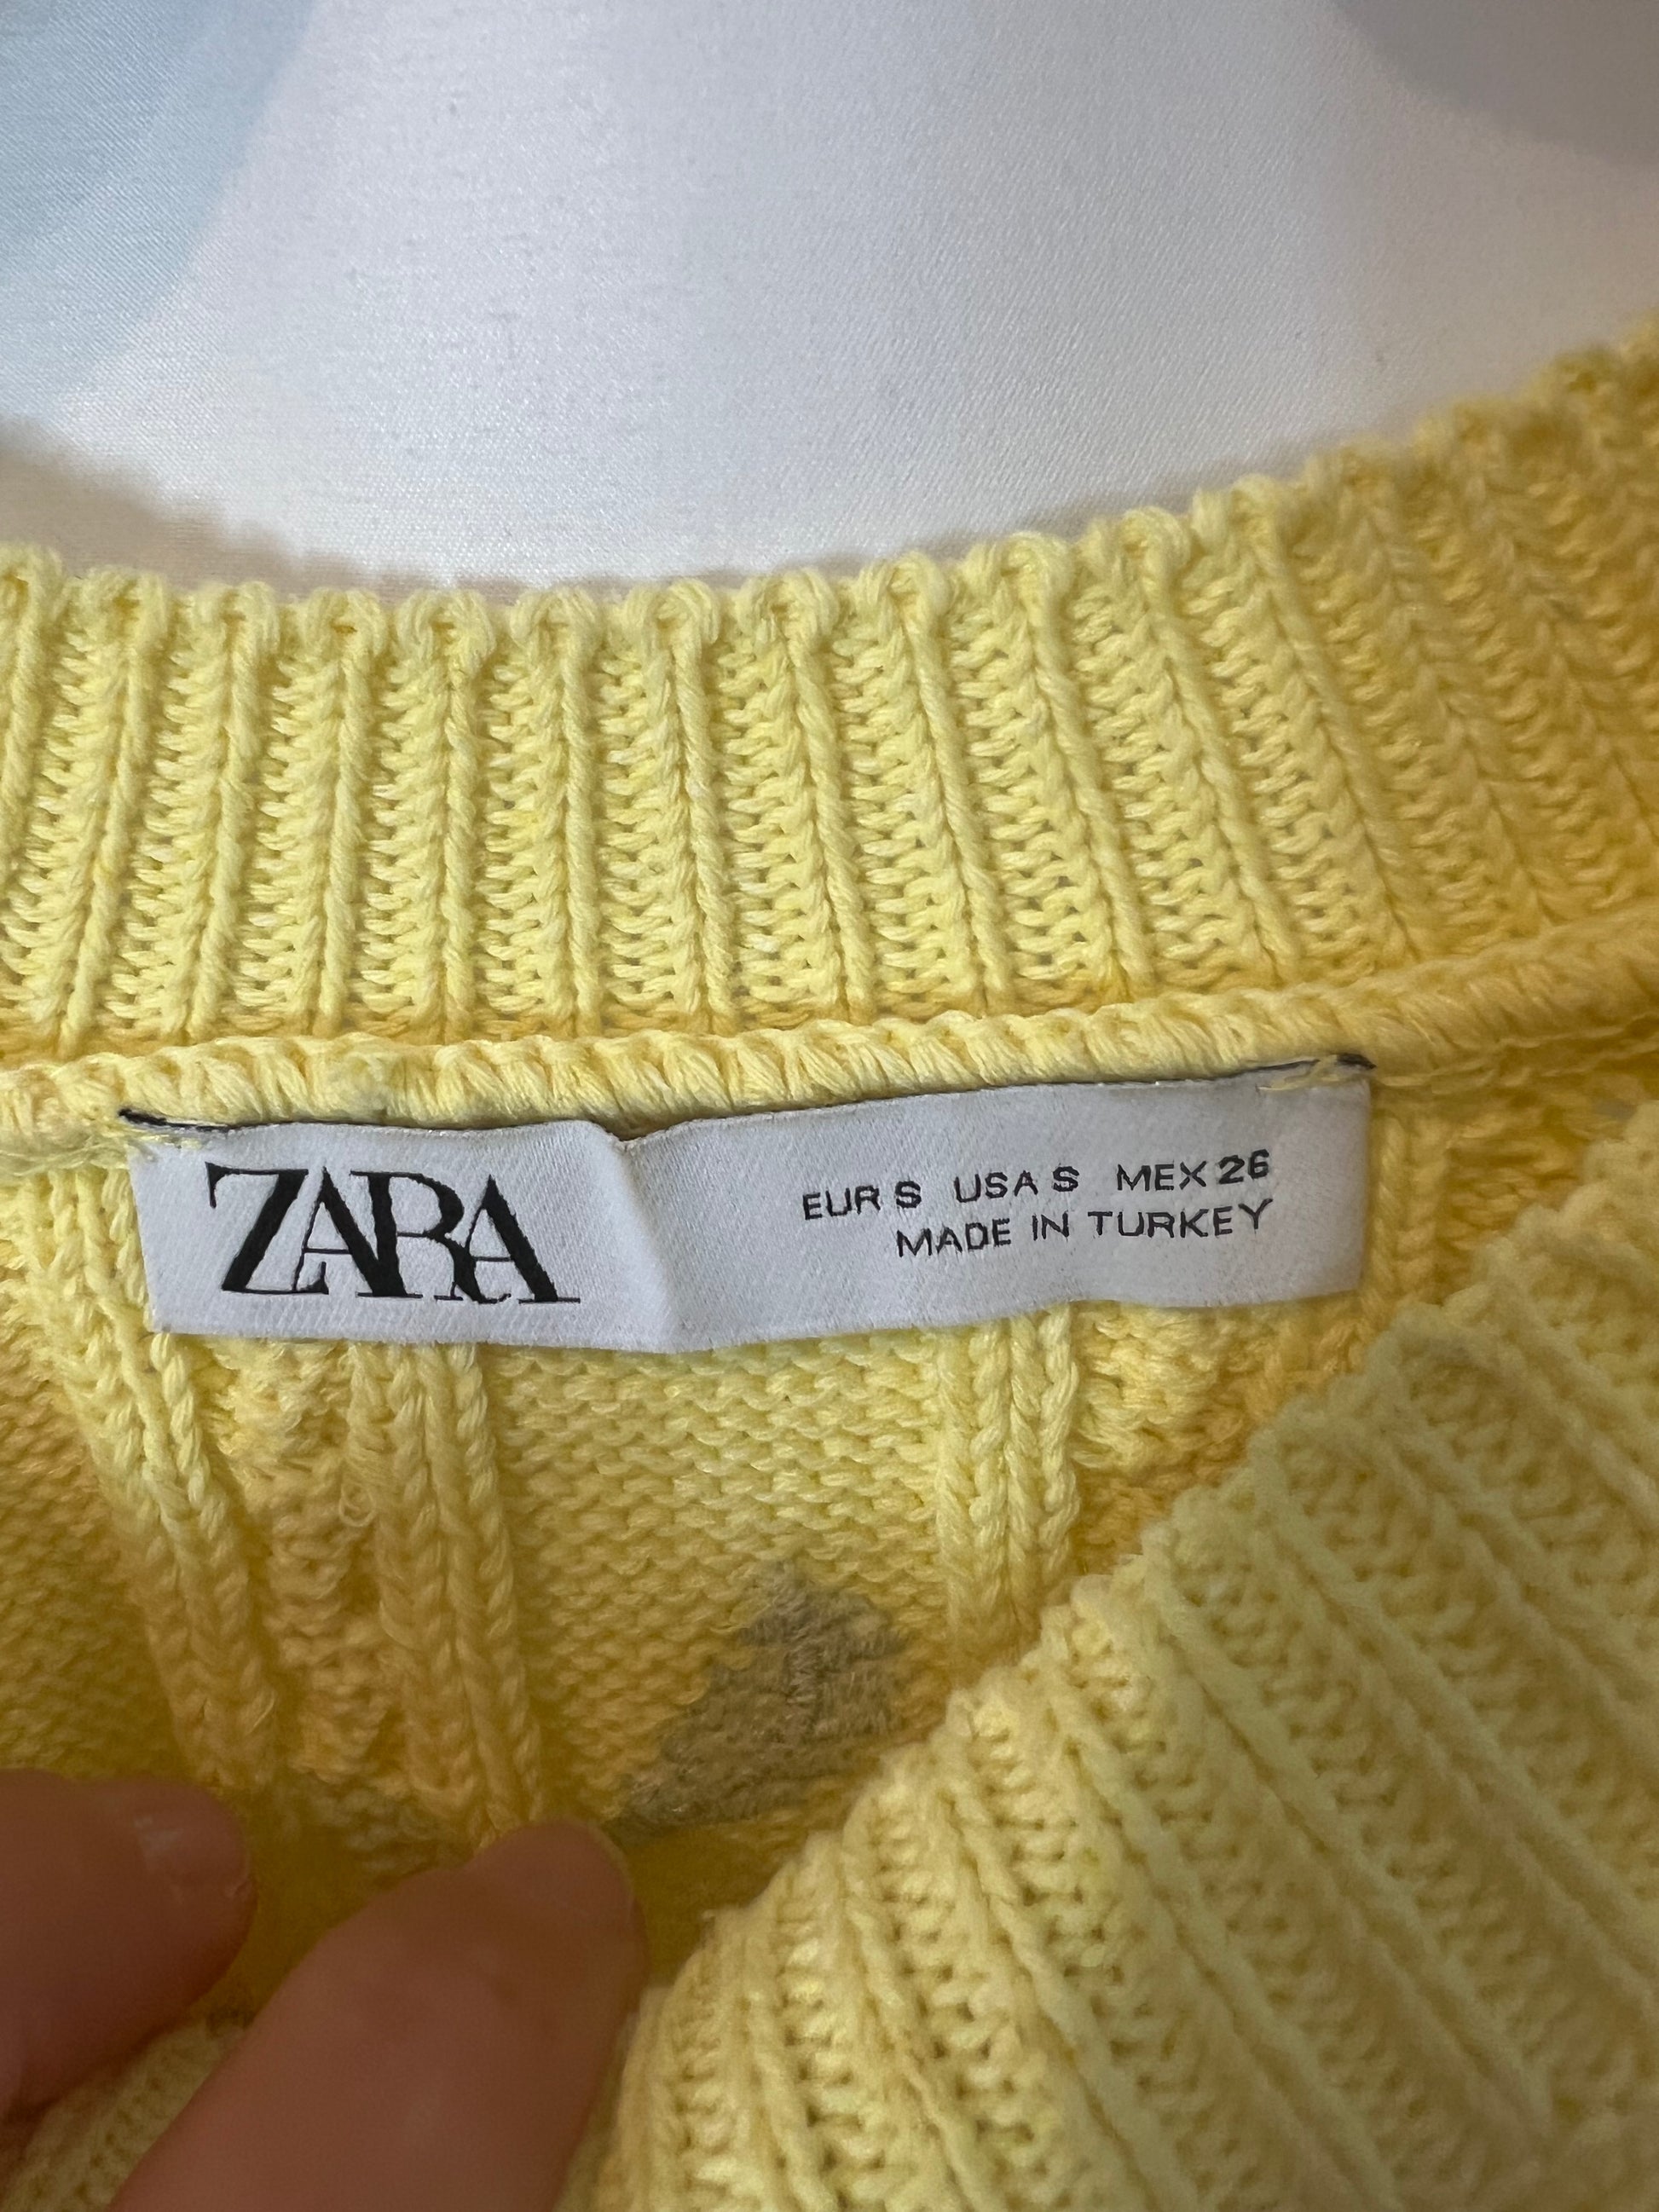 ZARA
EUR S USA S MEX 26
MADE IN TURKEY